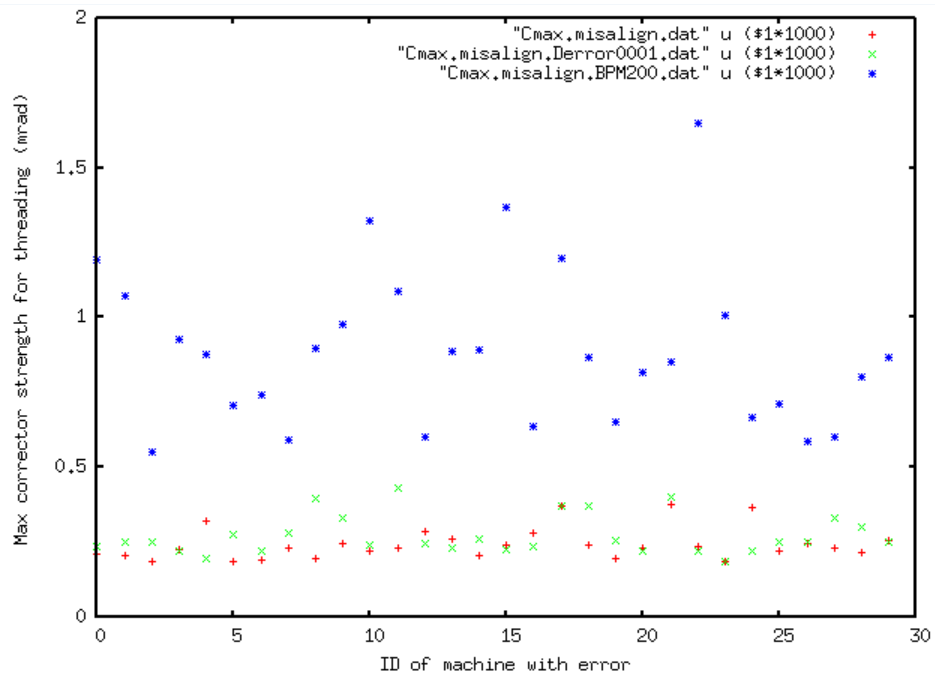 2
"Cmax.misalign.dat" u ($1*1000)
"Cmax.misalign.Derror0001.dat" u ($1*1000)
"Cmax.misalign.BPM200.dat" u ($1*1000)
1.5
1
0.5
0
Max corrector strength for threading (mrad)
0 5 10 15 20 25 30
ID of machine with error